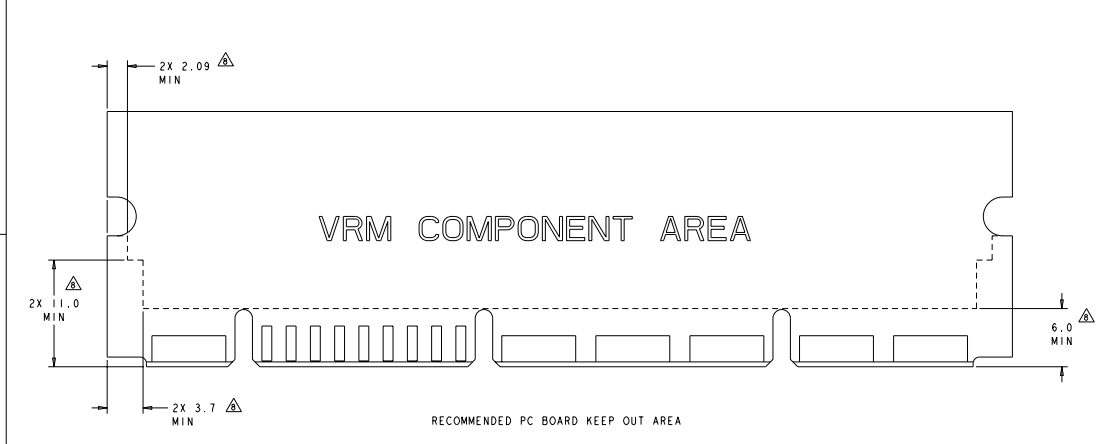 2X 2.09 8
MIN
VRM COMPONENT AREA
8
2X 11.0
MIN
8
6.0
MIN
2X 3.7 8
MIN
RECOMMENDED PC BOARD KEEP OUT AREA